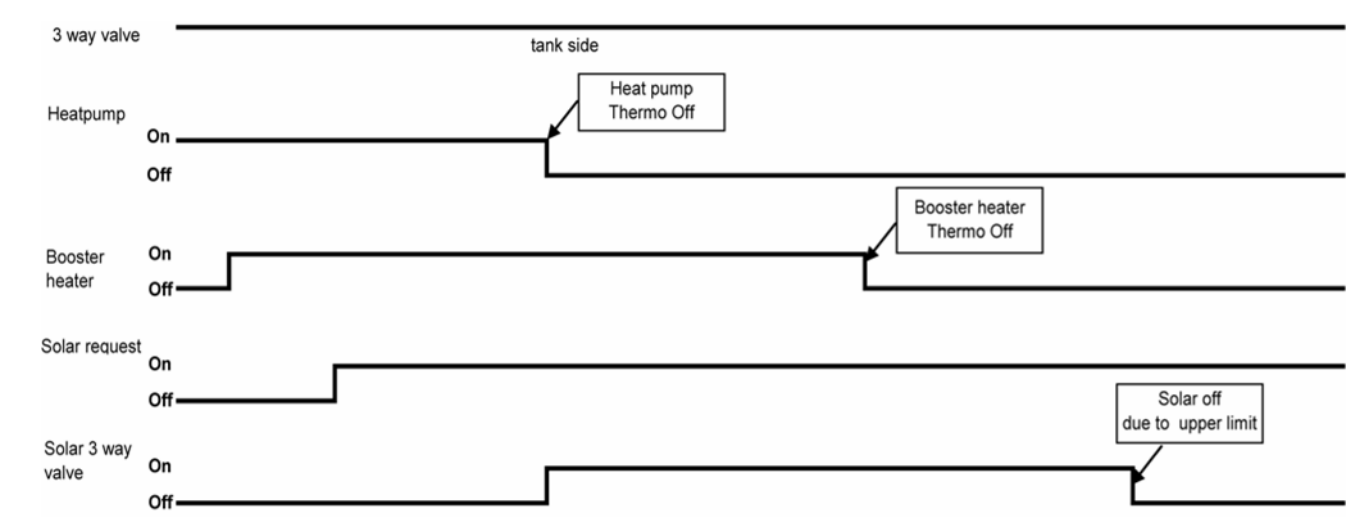 3 way valve
tank side
Heat pump
Thermo Off
Heatpump
On
Off
Booster heater
Thermo Off
Booster
heater
On
Off
Solar request
On
Off
Solar off
due to upper limit
Solar 3 way
valve
On
Off